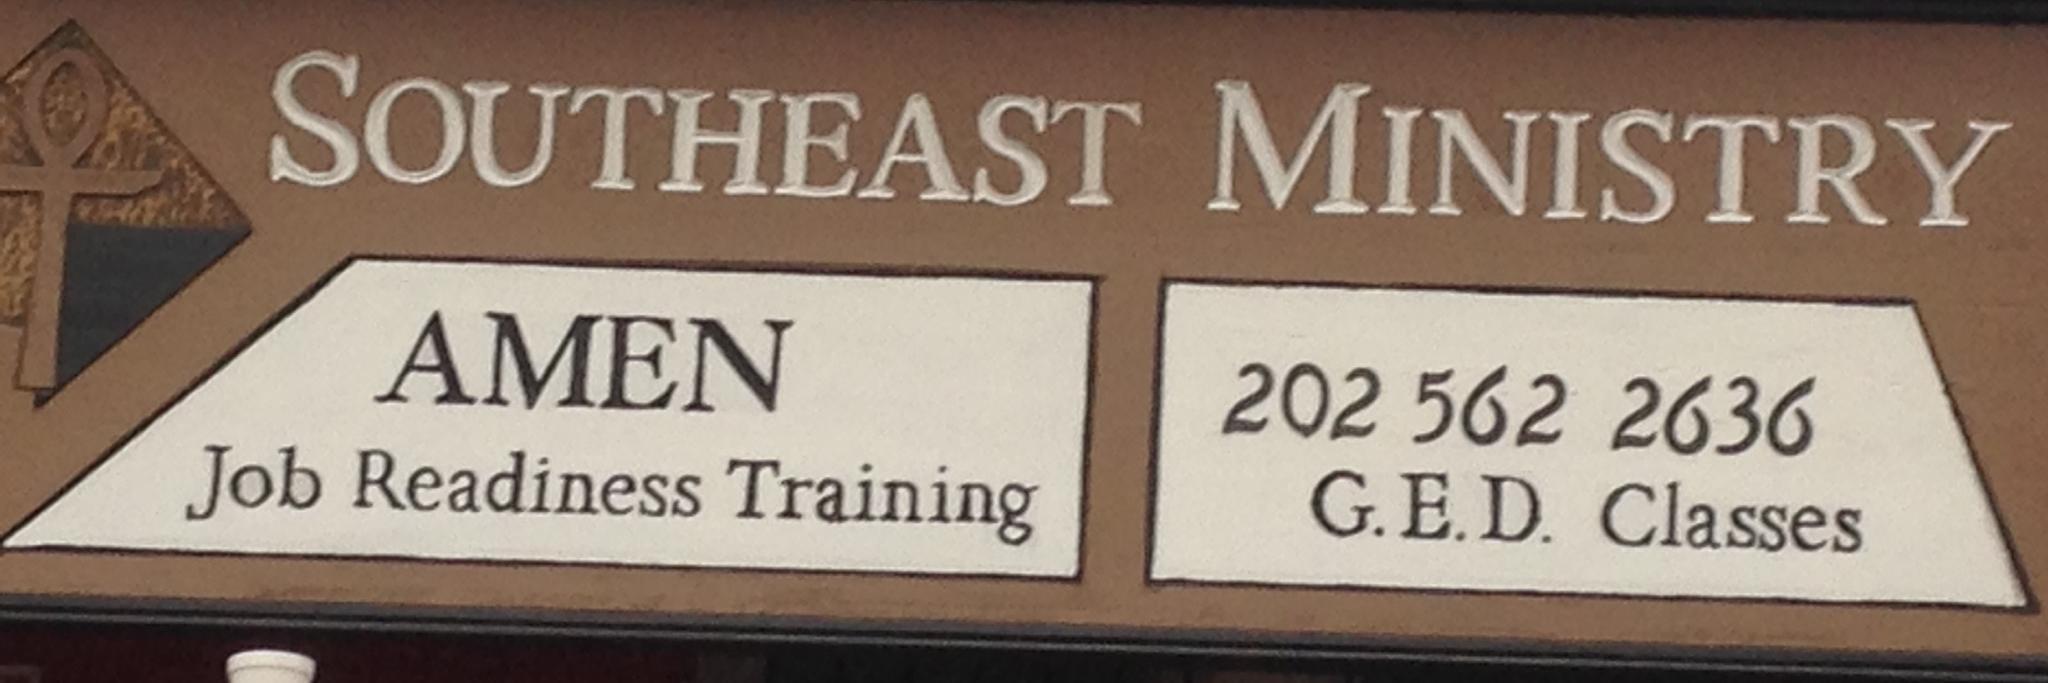 SOUTHEAST MINISTRY
AMEN
Job Readiness Training
202 562 2636
G.E.D. Classes